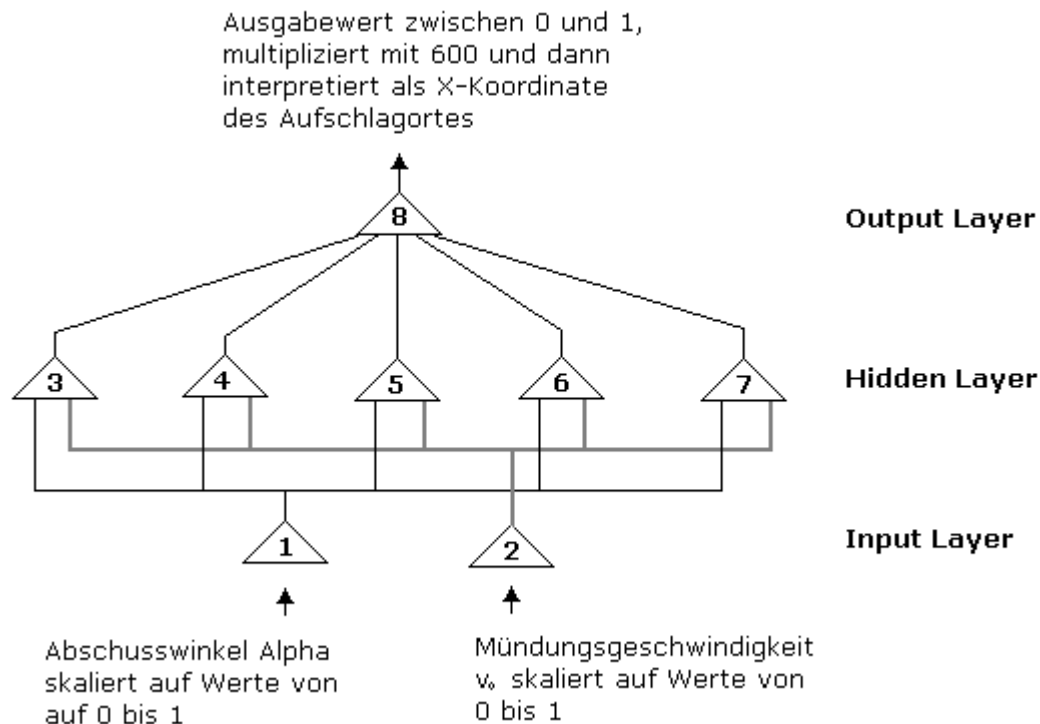 Ausgabewert zwischen 0 und 1,
multipliziert mit 600 und dann
interpretiert als X-Koordinate
des Aufschlagortes
8
Output Layer
3
4
5
6
7
Hidden Layer
1
2
Input Layer
Abschusswinkel Alpha
skaliert auf Werte von
auf 0 bis 1
Mündungsgeschwindigkeit
v₀ skaliert auf Werte von
0 bis 1